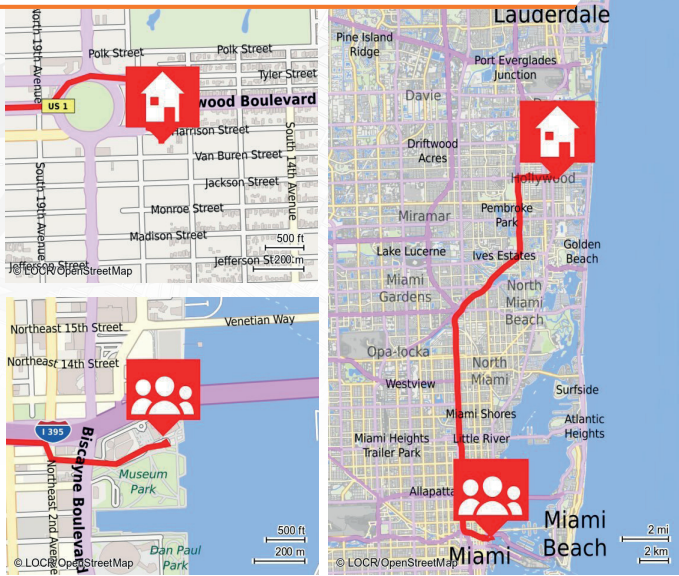 North 19th Avenue
Polk Street
Polk Street
Tyler Street
US 1
wood Boulevard
Harrison Street
Van Buren Street
South 14th Avenue
South 19th Avenue
Jackson Street
Monroe Street
Madison Street
Jefferson Street
Jefferson St
500 ft
200 m
© LOCR/OpenStreetMap
Northeast 15th Street
Venetian Way
Northeast 14th Street
I 395
Biscayne Boulevard
Northeast 2nd Avenue
Museum
Park
Dan Paul
Park
500 ft
200 m
© LOCR/OpenStreetMap
Lauderdale
Pine Island
Ridge
Port Everglades
Junction
Davie
Driftwood
Acres
Hollywood
Miramar
Pembroke
Park
Lake Lucerne
Ives Estates
Golden
Beach
Miami
Gardens
North
Miami
Beach
Opa-locka
North
Miami
Westview
Surfside
Miami Shores
Atlantic
Heights
Miami Heights
Trailer Park
Little River
Allapatta
Miami
Beach
Miami
2 mi
2 km
© LOCR/OpenStreetMap